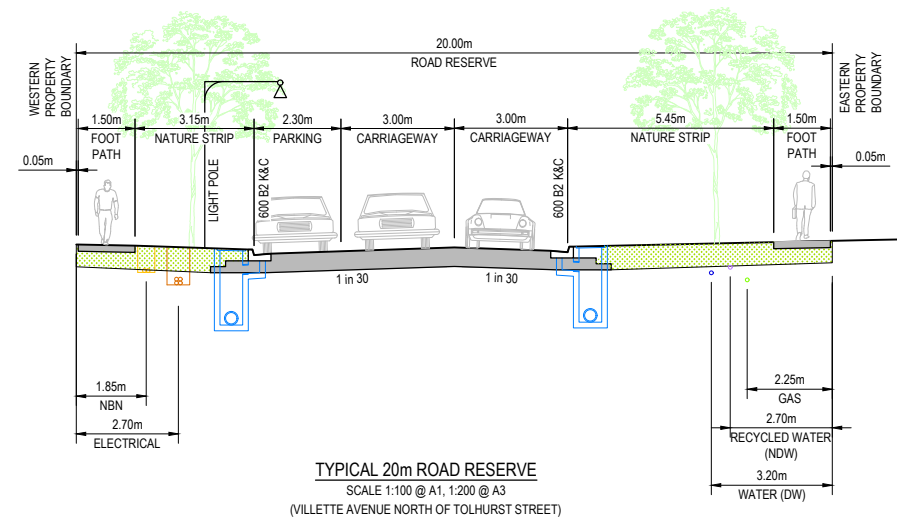 20.00m
ROAD RESERVE
WESTERN
PROPERTY
BOUNDARY
EASTERN
PROPERTY
BOUNDARY
1.50m
FOOT
PATH
3.15m
NATURE STRIP
2.30m
PARKING
3.00m
CARRIAGEWAY
3.00m
CARRIAGEWAY
5.45m
NATURE STRIP
1.50m
FOOT
PATH
0.05m
0.05m
LIGHT POLE
600 B2 K&C
600 B2 K&C
1 in 30
1 in 30
1.85m
NBN
2.70m
ELECTRICAL
2.25m
GAS
2.70m
RECYCLED WATER
(NDW)
3.20m
WATER (DW)
TYPICAL 20m ROAD RESERVE
SCALE 1:100 @ A1, 1:200 @ A3
(VILLETTE AVENUE NORTH OF TOLHURST STREET)